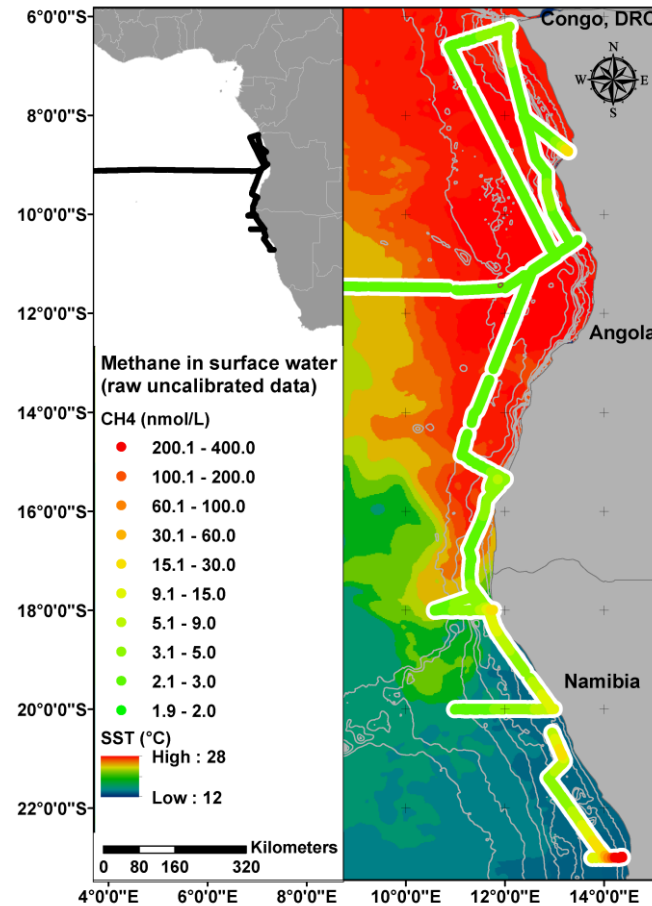 6°0'0"S
8°0'0"S
10°0'0"S
12°0'0"S
14°0'0"S
16°0'0"S
18°0'0"S
20°0'0"S
22°0'0"S
Congo, DRC
N
W
E
S
Angola
Namibia
Methane in surface water
(raw uncalibrated data)
CH4 (nmol/L)
200.1 - 400.0
100.1 - 200.0
60.1 - 100.0
30.1 - 60.0
15.1 - 30.0
9.1 - 15.0
5.1 - 9.0
3.1 - 5.0
2.1 - 3.0
1.9 - 2.0
SST (°C)
High : 28
Low : 12
Kilometers
0 80 160 320
4°0'0"E 6°0'0"E 8°0'0"E 10°0'0"E 12°0'0"E 14°0'0"E